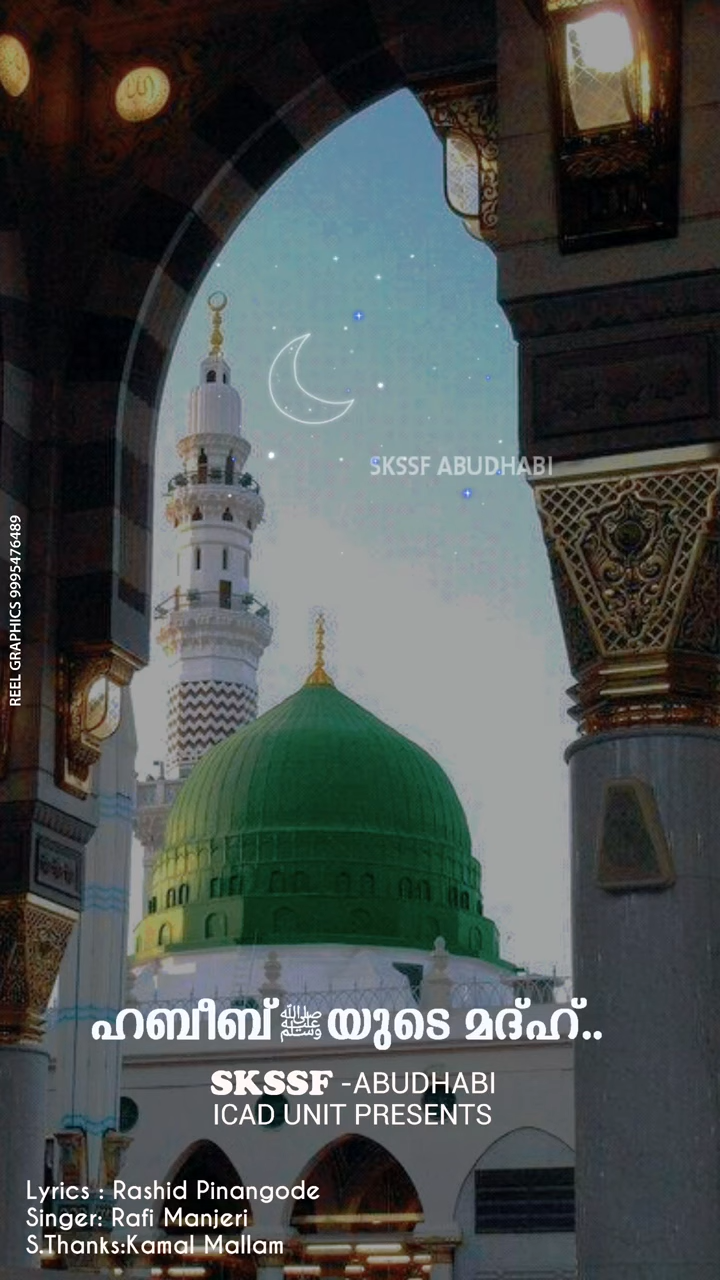 SKSSF ABUDHABI
REEL GRAPHICS 9995476489
ഹബീബ് ﷺ യുടെ മദ്ഹ്..
SKSSF -ABUDHABI
ICAD UNIT PRESENTS
Lyrics : Rashid Pinangode
Singer: Rafi Manjeri
S.Thanks:Kamal Mallam